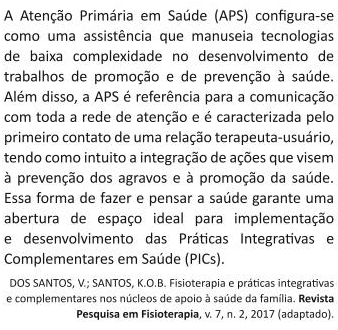 A Atenção Primária em Saúde (APS) configura-se
como uma assistência que manuseia tecnologias
de baixa complexidade no desenvolvimento de
trabalhos de promoção e de prevenção à saúde.
Além disso, a APS é referência para a comunicação
com toda a rede de atenção e é caracterizada pelo
primeiro contato de uma relação terapeuta-usuário,
tendo como intuito a integração de ações que visem
à prevenção dos agravos e à promoção da saúde.
Essa forma de fazer e pensar a saúde garante uma
abertura de espaço ideal para implementação
e desenvolvimento das Práticas Integrativas e
Complementares em Saúde (PICs).
DOS SANTOS, V.; SANTOS, K.O.B. Fisioterapia e práticas integrativas
e complementares nos núcleos de apoio à saúde da família. Revista
Pesquisa em Fisioterapia, v. 7, n. 2, 2017 (adaptado).